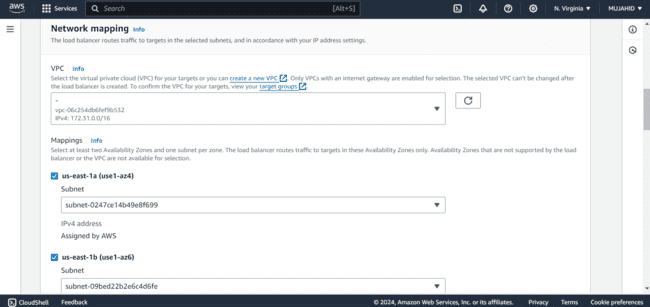 aws
Services
Search
[Alt+S]
N. Virginia
MUJAHID
Network mapping Info
The load balancer routes traffic to targets in the selected subnets, and in accordance with your IP address settings.
VPC Info
Select the virtual private cloud (VPC) for your targets or you can create a new VPC . Only VPCs with an internet gateway are enabled for selection. The selected VPC can't be changed after
the load balancer is created. To confirm the VPC for your targets, view your target groups .
-
vpc-06c254db6fef9b532
IPv4: 172.31.0.0/16
Mappings Info
Select at least two Availability Zones and one subnet per zone. The load balancer routes traffic to targets in these Availability Zones only. Availability Zones that are not supported by the load
balancer or the VPC are not available for selection.
us-east-1a (use1-az4)
Subnet
subnet-0247ce14b49e8f699
IPv4 address
Assigned by AWS
us-east-1b (use1-az6)
Subnet
subnet-09bed22b2e6c4d6fe
CloudShell
Feedback
© 2024, Amazon Web Services, Inc. or its affiliates.
Privacy
Terms
Cookie preferences